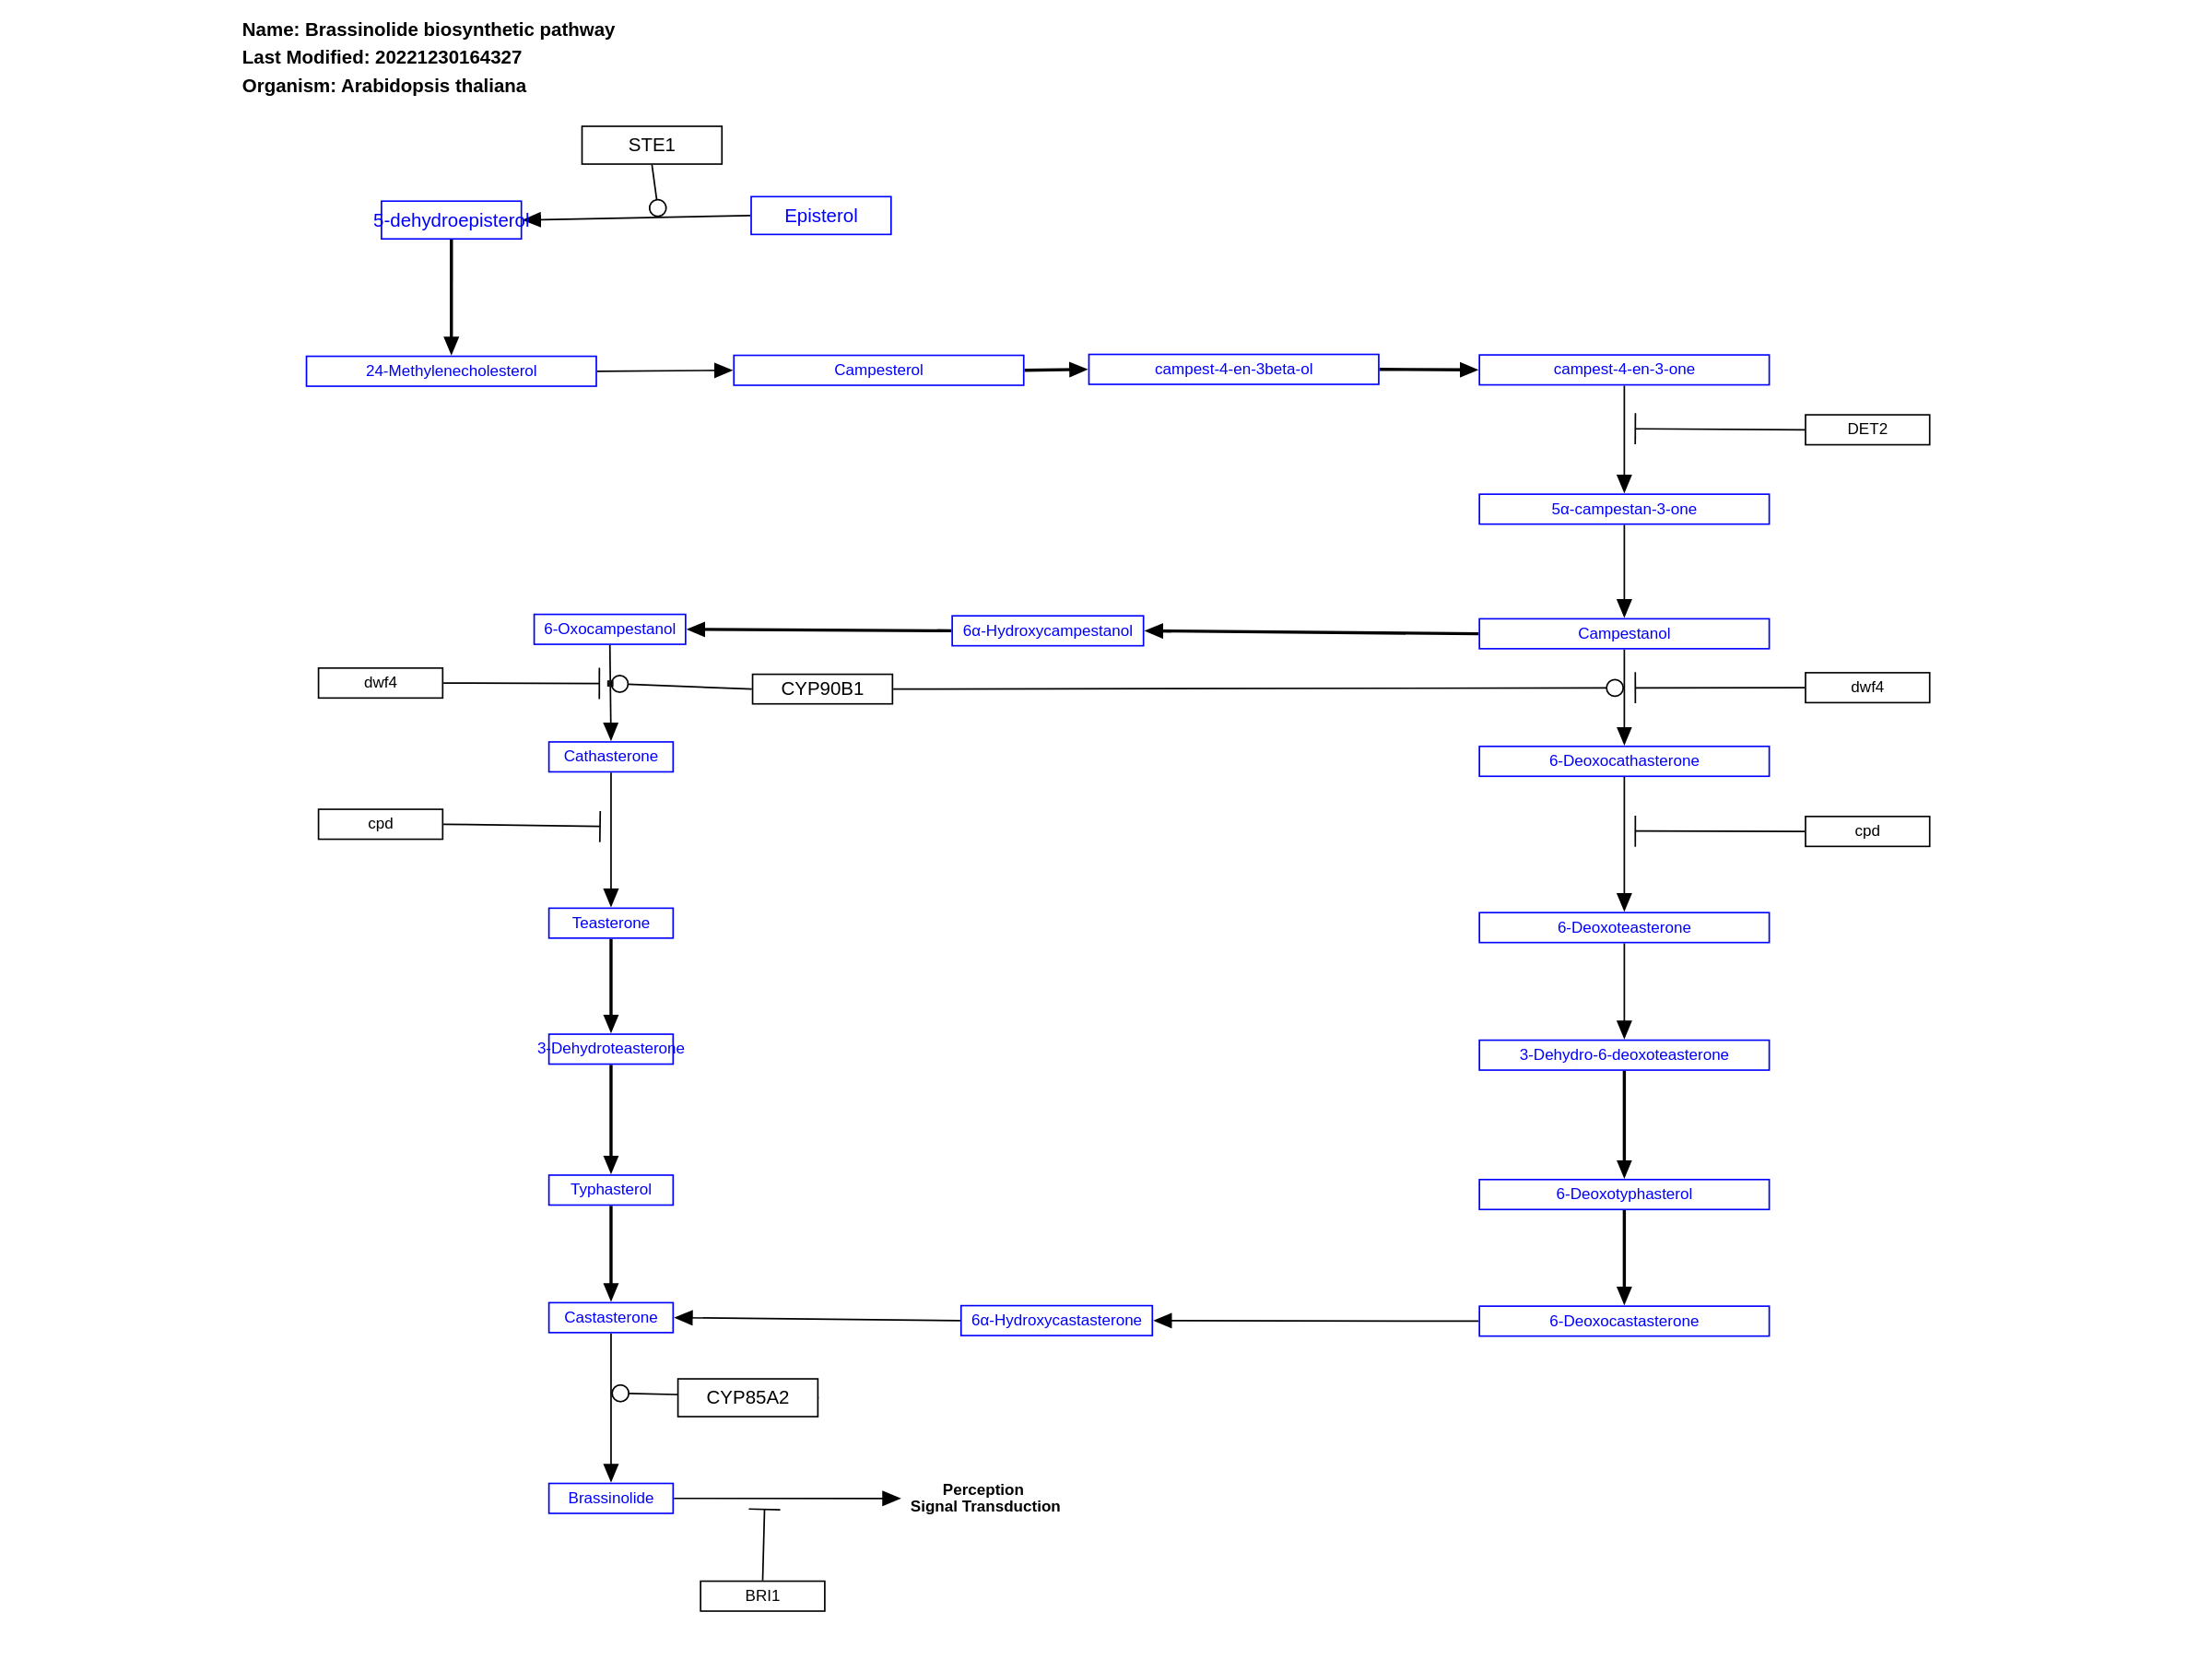 Name: Brassinolide biosynthetic pathway
Last Modified: 20221230164327
Organism: Arabidopsis thaliana
STE1
5-dehydroepisterol
Episterol
24-Methylenecholesterol
Campesterol
campest-4-en-3beta-ol
campest-4-en-3-one
DET2
5α-campestan-3-one
6-Oxocampestanol
6α-Hydroxycampestanol
Campestanol
dwf4
CYP90B1
dwf4
Cathasterone
6-Deoxocathasterone
cpd
cpd
Teasterone
6-Deoxoteasterone
3-Dehydroteasterone
3-Dehydro-6-deoxoteasterone
Typhasterol
6-Deoxotyphasterol
Castasterone
6α-Hydroxycastasterone
6-Deoxocastasterone
CYP85A2
Brassinolide
Perception
Signal Transduction
BRI1